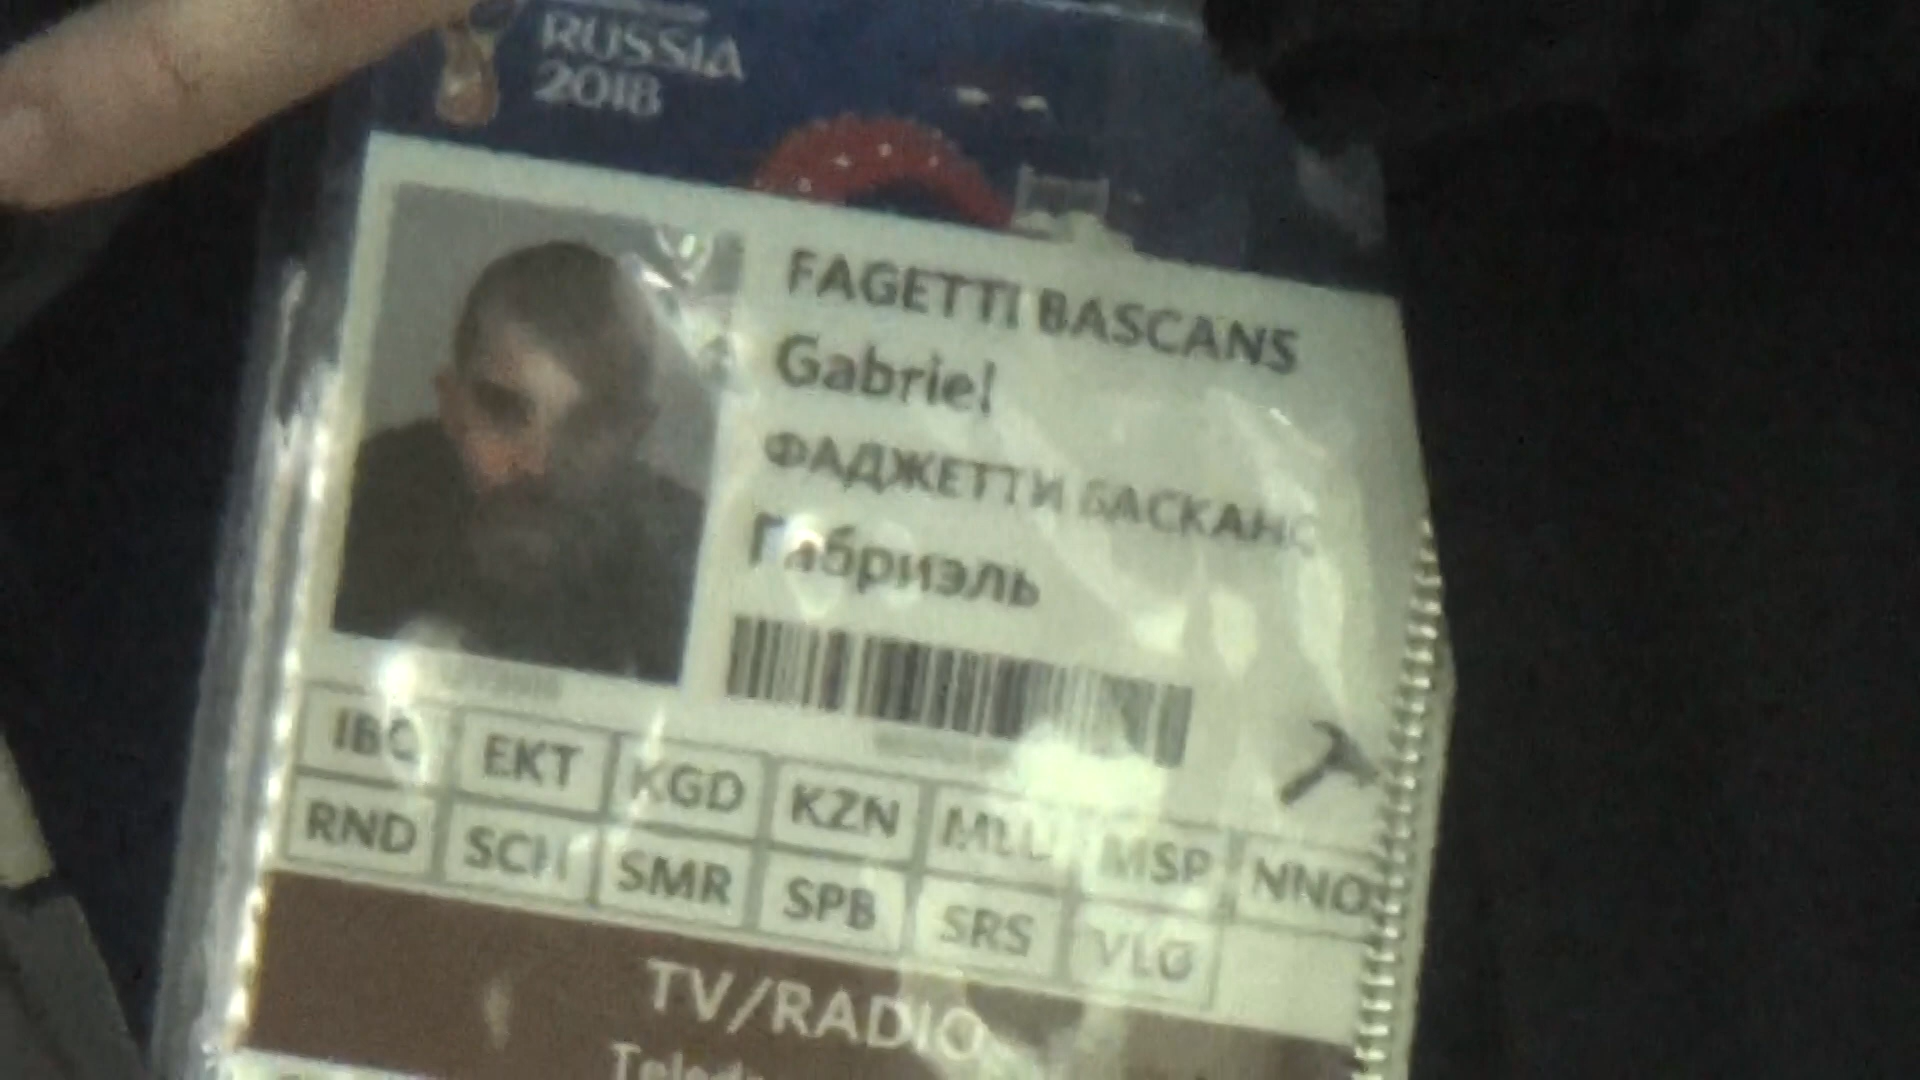 RUSSIA
2018
FAGETTI BASCANS
Gabriel
ФАДЖЕТТИ БАСКАНС
Габриэль
IBC EKT KGD KZN MSP NNO
RND SCH SMR SPB SRS VLG
TV/RADIO